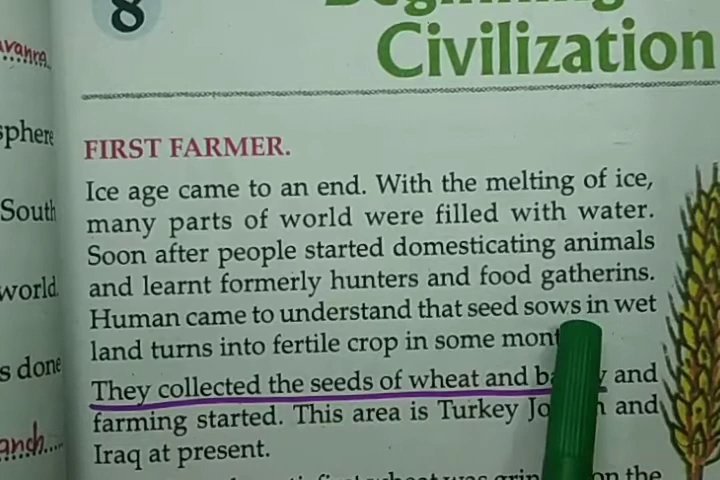 8
Civilization
FIRST FARMER.
Ice age came to an end. With the melting of ice,
many parts of world were filled with water.
Soon after people started domesticating animals
and learnt formerly hunters and food gatherins.
Human came to understand that seed sows in wet
land turns into fertile crop in some
They collected the seeds of wheat and and
farming started. This area is Turkey and
Iraq at present.
sphere
South
world.
s done